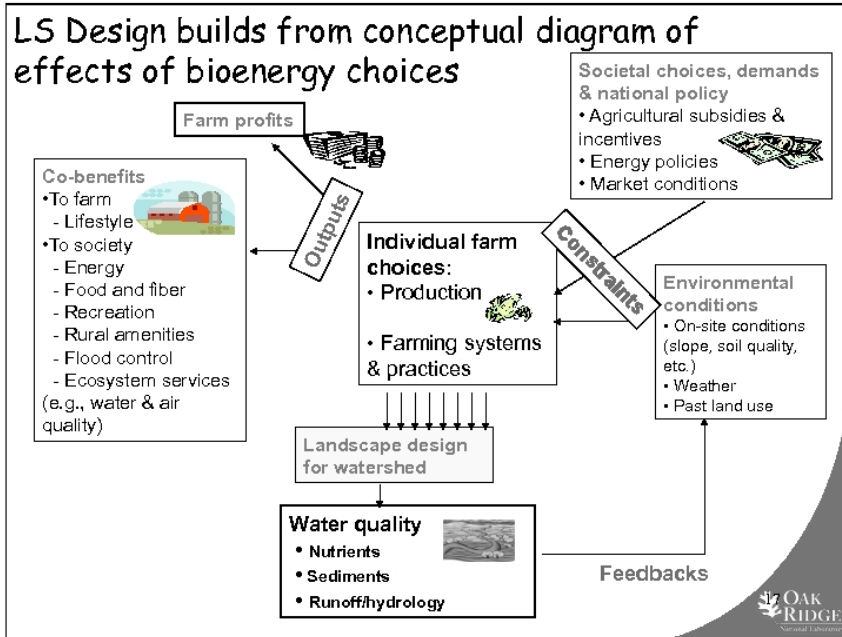 LS Design builds from conceptual diagram of
effects of bioenergy choices
Societal choices, demands
& national policy
• Agricultural subsidies &
incentives
• Energy policies
• Market conditions
Farm profits
Co-benefits
•To farm
- Lifestyle
•To society
- Energy
- Food and fiber
- Recreation
- Rural amenities
- Flood control
- Ecosystem services
(e.g., water & air
quality)
Outputs
Individual farm
choices:
• Production
• Farming systems
& practices
Constraints
Environmental
conditions
• On-site conditions
(slope, soil quality,
etc.)
• Weather
• Past land use
Landscape design
for watershed
Water quality
• Nutrients
• Sediments
• Runoff/hydrology
Feedbacks
17
OAK
RIDGE
National Laboratory